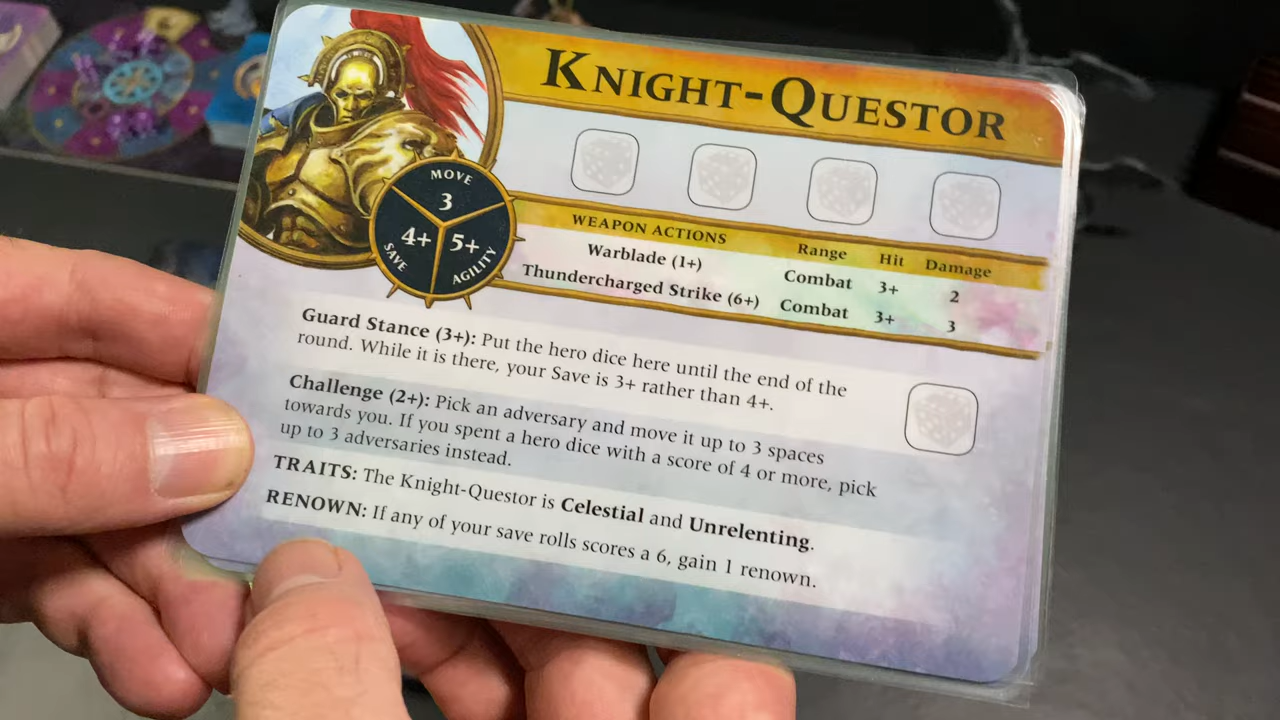 KNIGHT-QUESTOR
MOVE
3
4+
SAVE
5+
AGILITY
WEAPON ACTIONS Range Hit Damage
Warblade (1+) Combat 3+ 2
Thundercharged Strike (6+) Combat 3+ 3
Guard Stance (3+): Put the hero dice here until the end of the
round. While it is there, your Save is 3+ rather than 4+.
Challenge (2+): Pick an adversary and move it up to 3 spaces
towards you. If you spent a hero dice with a score of 4 or more, pick
up to 3 adversaries instead.
TRAITS: The Knight-Questor is Celestial and Unrelenting.
RENOWN: If any of your save rolls scores a 6, gain 1 renown.